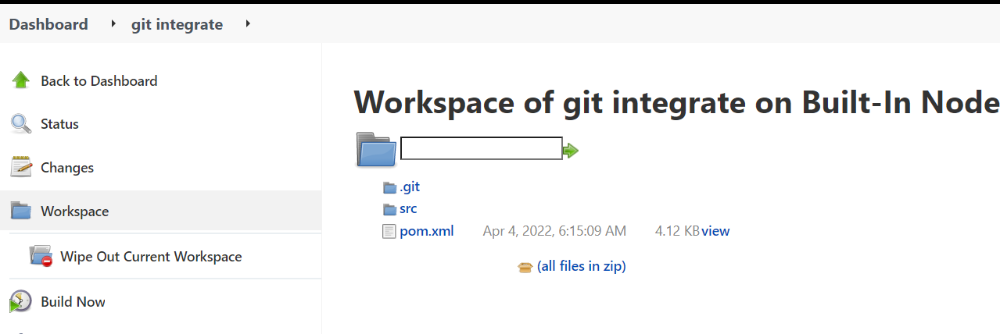 Dashboard git integrate
Back to Dashboard
Status
Changes
Workspace
Wipe Out Current Workspace
Build Now
Workspace of git integrate on Built-In Node
.git
src
pom.xml Apr 4, 2022, 6:15:09 AM 4.12 KB view
(all files in zip)